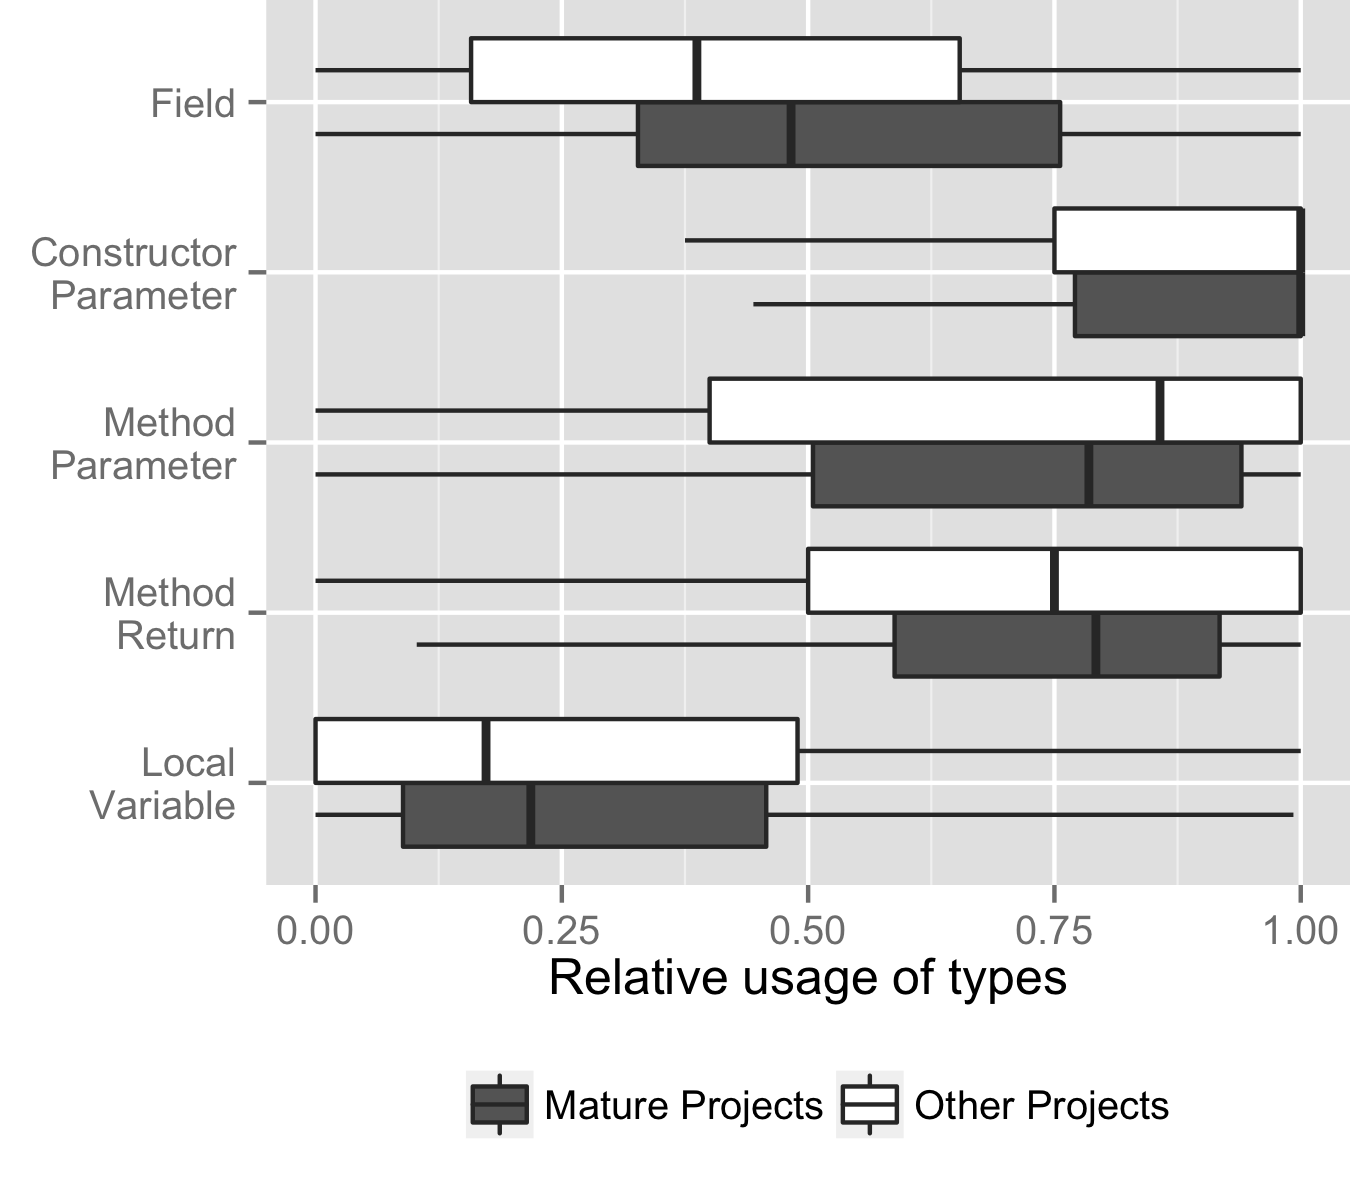 Field
Constructor
Parameter
Method
Parameter
Method
Return
Local
Variable
0.00 0.25 0.50 0.75 1.00
Relative usage of types
Mature Projects Other Projects